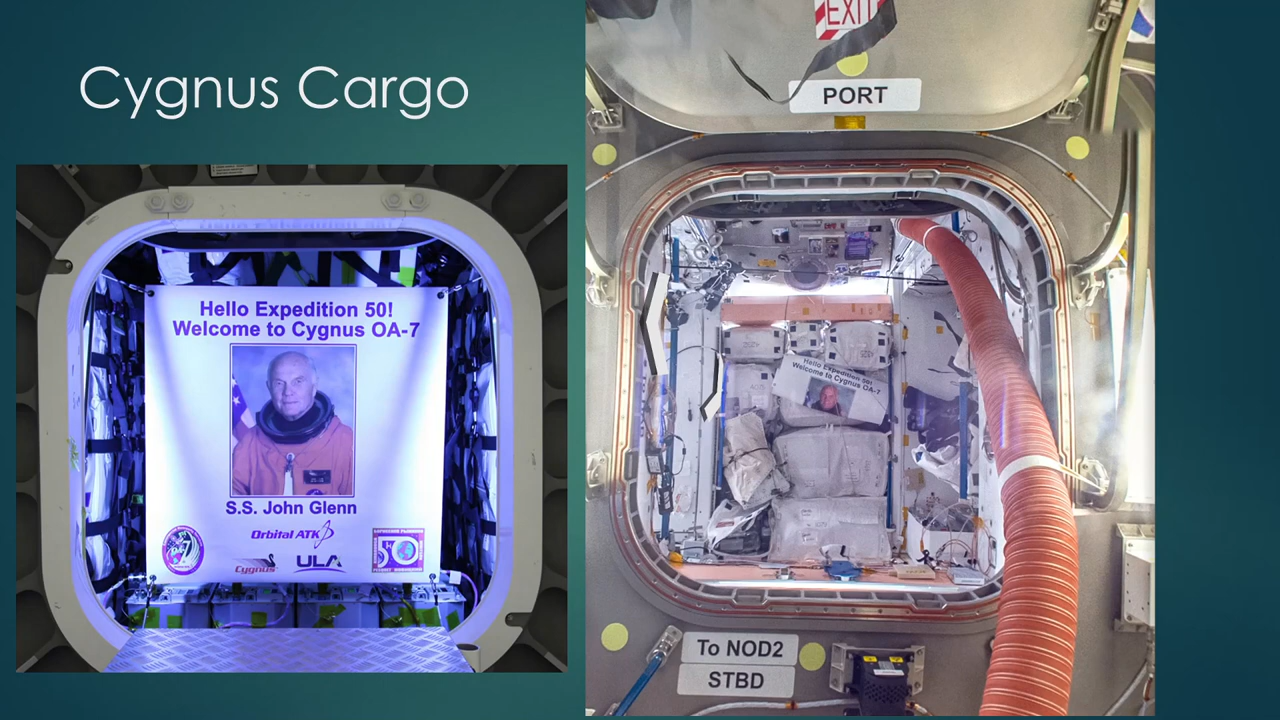 Cygnus Cargo
Hello Expedition 50!
Welcome to Cygnus OA-7
S.S. John Glenn
Orbital ATK
Cygnus
ULA
EXIT
PORT
Hello Expedition 50!
Welcome to Cygnus OA-7
To NOD2
STBD